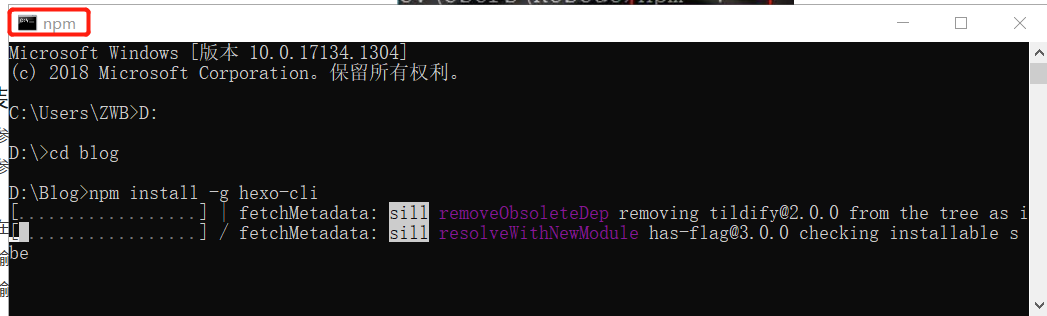 npm
Microsoft Windows [版本 10.0.17134.1304]
(c) 2018 Microsoft Corporation。保留所有权利。
C:\Users\ZWB>D:
D:\>cd blog
D:\Blog>npm install -g hexo-cli
[..................] | fetchMetadata: sill removeObsoleteDep removing tildify@2.0.0 from the tree as i
[ ..................] / fetchMetadata: sill resolveWithNewModule has-flag@3.0.0 checking installable s
be